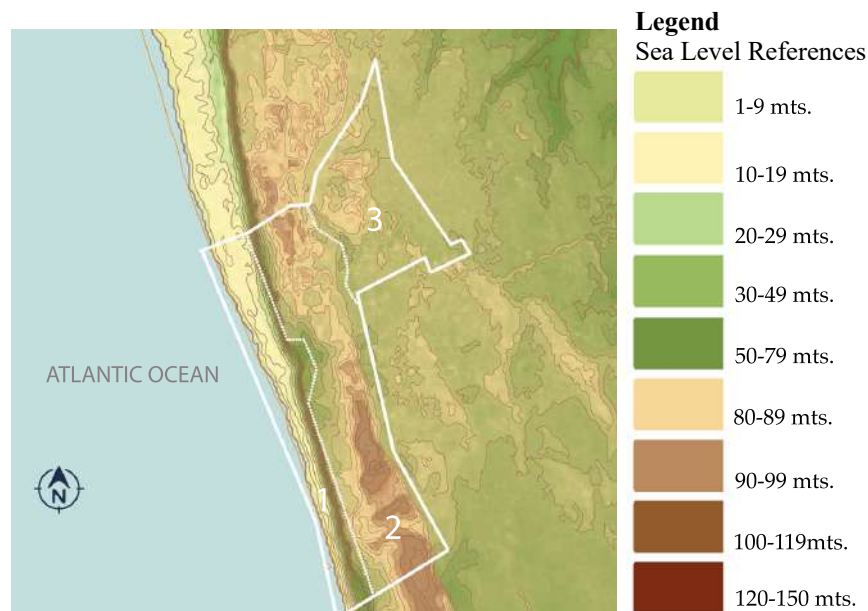 Legend
Sea Level References
1-9 mts.
10-19 mts.
20-29 mts.
30-49 mts.
50-79 mts.
80-89 mts.
90-99 mts.
100-119mts.
120-150 mts.
3
ATLANTIC OCEAN
N
1
2